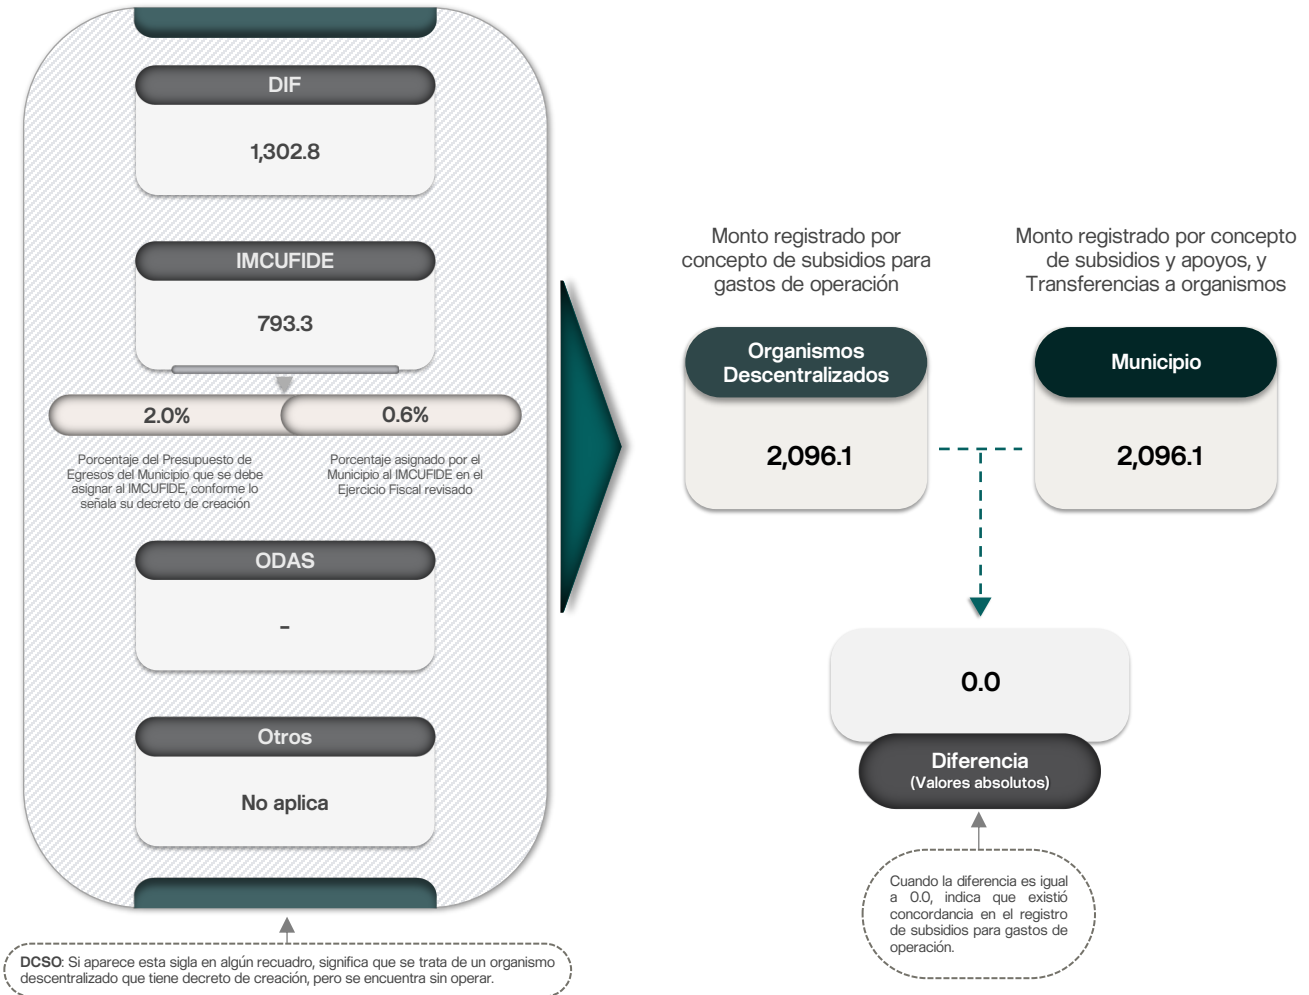 DIF
1,302.8
IMCUFIDE
793.3
2.0%
0.6%
Porcentaje del Presupuesto de
Egresos del Municipio que se debe
asignar al IMCUFIDE, conforme lo
señala su decreto de creación
Porcentaje asignado por el
Municipio al IMCUFIDE en el
Ejercicio Fiscal revisado
ODAS
-
Otros
No aplica
DCSO: Si aparece esta sigla en algún recuadro, significa que se trata de un organismo
descentralizado que tiene decreto de creación, pero se encuentra sin operar.
Monto registrado por
concepto de subsidios para
gastos de operación
Organismos
Descentralizados
2,096.1
Monto registrado por concepto
de subsidios y apoyos, y
Transferencias a organismos
Municipio
2,096.1
0.0
Diferencia
(Valores absolutos)
Cuando la diferencia es igual
a 0.0, indica que existió
concordancia en el registro
de subsidios para gastos de
operación.